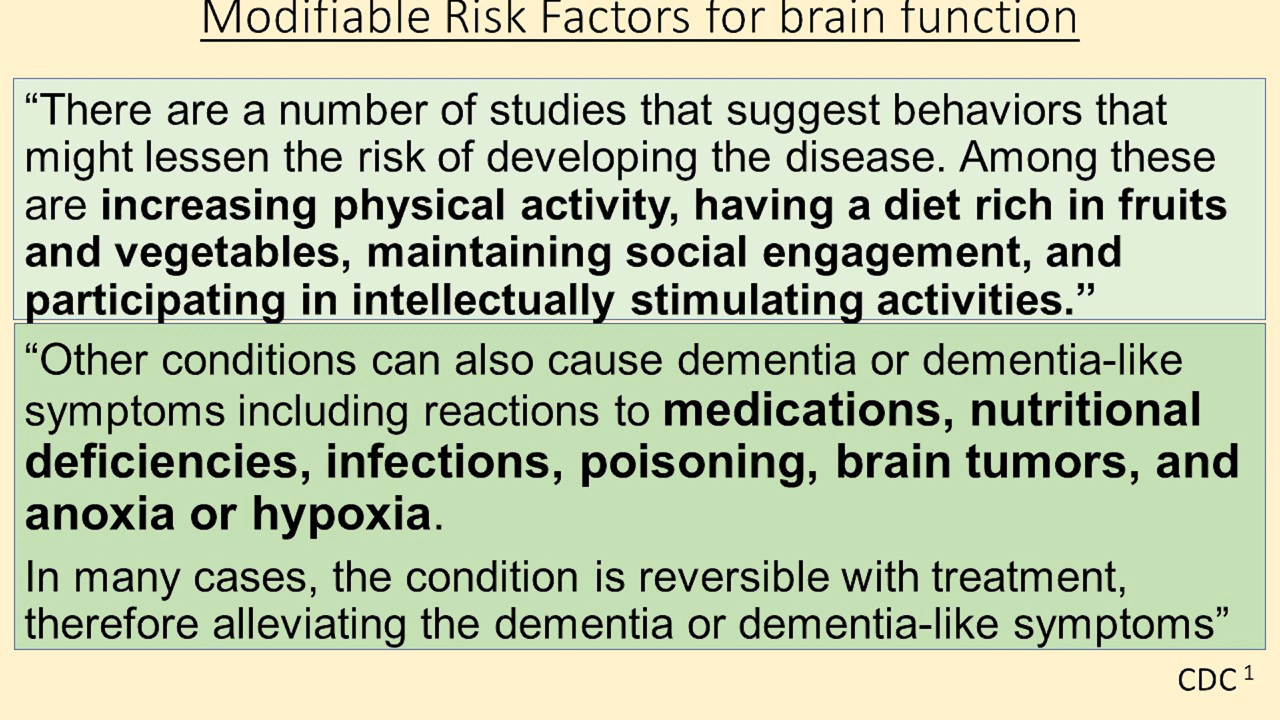 Modifiable Risk Factors for brain function
“There are a number of studies that suggest behaviors that
might lessen the risk of developing the disease. Among these
are increasing physical activity, having a diet rich in fruits
and vegetables, maintaining social engagement, and
participating in intellectually stimulating activities.”
“Other conditions can also cause dementia or dementia-like
symptoms including reactions to medications, nutritional
deficiencies, infections, poisoning, brain tumors, and
anoxia or hypoxia.
In many cases, the condition is reversible with treatment,
therefore alleviating the dementia or dementia-like symptoms”
CDC 1